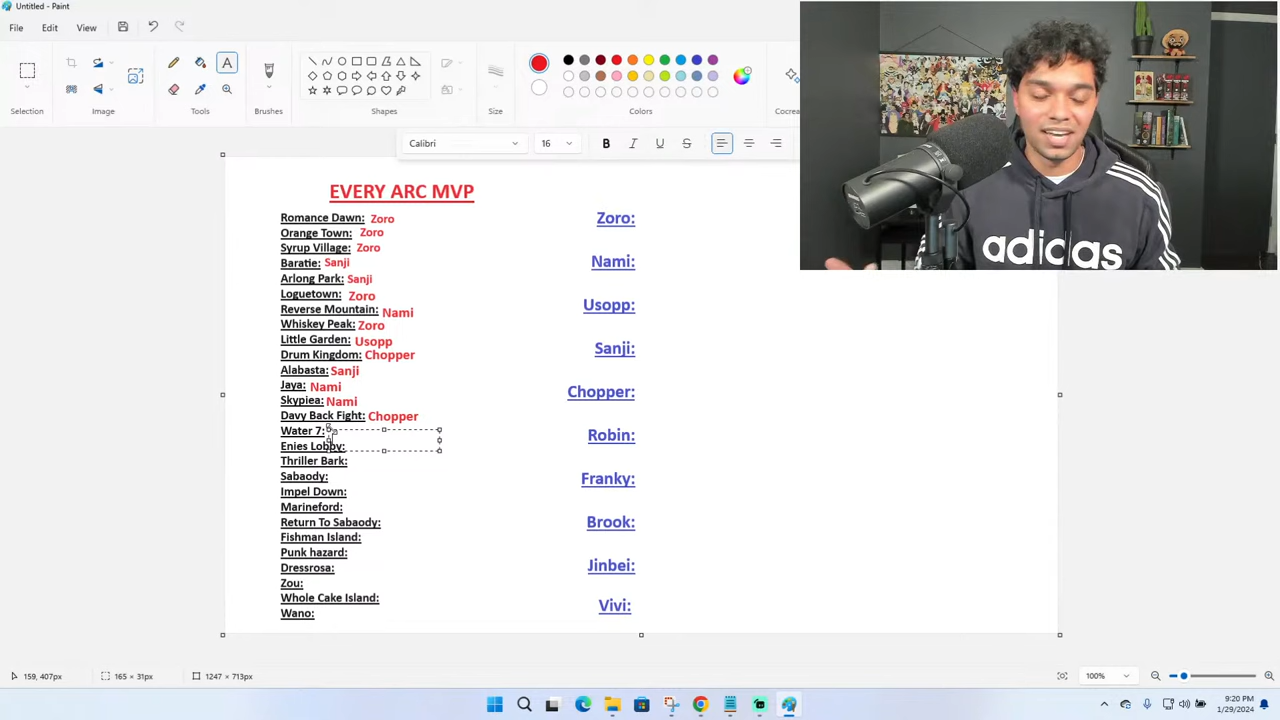 Untitled - Paint
File Edit View
Selection
Image
Tools
Brushes
Shapes
Size
Colors
Cocrea
Calibri 16 B I U S
adidas
EVERY ARC MVP
Romance Dawn: Zoro
Orange Town: Zoro
Syrup Village: Zoro
Baratie: Sanji
Arlong Park: Sanji
Loguetown: Zoro
Reverse Mountain: Nami
Whiskey Peak: Zoro
Little Garden: Usopp
Drum Kingdom: Chopper
Alabasta: Sanji
Jaya: Nami
Skypiea: Nami
Davy Back Fight: Chopper
Water 7:
Enies Lobby:
Thriller Bark:
Sabaody:
Impel Down:
Marineford:
Return To Sabaody:
Fishman Island:
Punk hazard:
Dressrosa:
Zou:
Whole Cake Island:
Wano:
Zoro:
Nami:
Usopp:
Sanji:
Chopper:
Robin:
Franky:
Brook:
Jinbei:
Vivi:
159, 407px
165 × 31px
1247 × 713px
100%
9:20 PM
1/29/2024